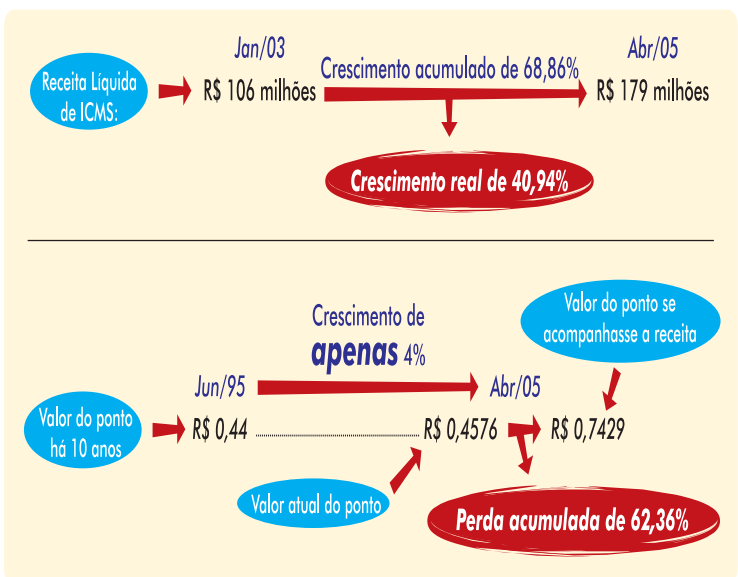 Receita Líquida
de ICMS:
Jan/03
R$ 106 milhões
Crescimento acumulado de 68,86%
Abr/05
R$ 179 milhões
Crescimento real de 40,94%
Valor do ponto se
acompanhasse a receita
Crescimento de
apenas 4%
Jun/95
Abr/05
Valor do ponto
há 10 anos
R$ 0,44 ........................................ R$ 0,4576
R$ 0,7429
Valor atual do ponto
Perda acumulada de 62,36%